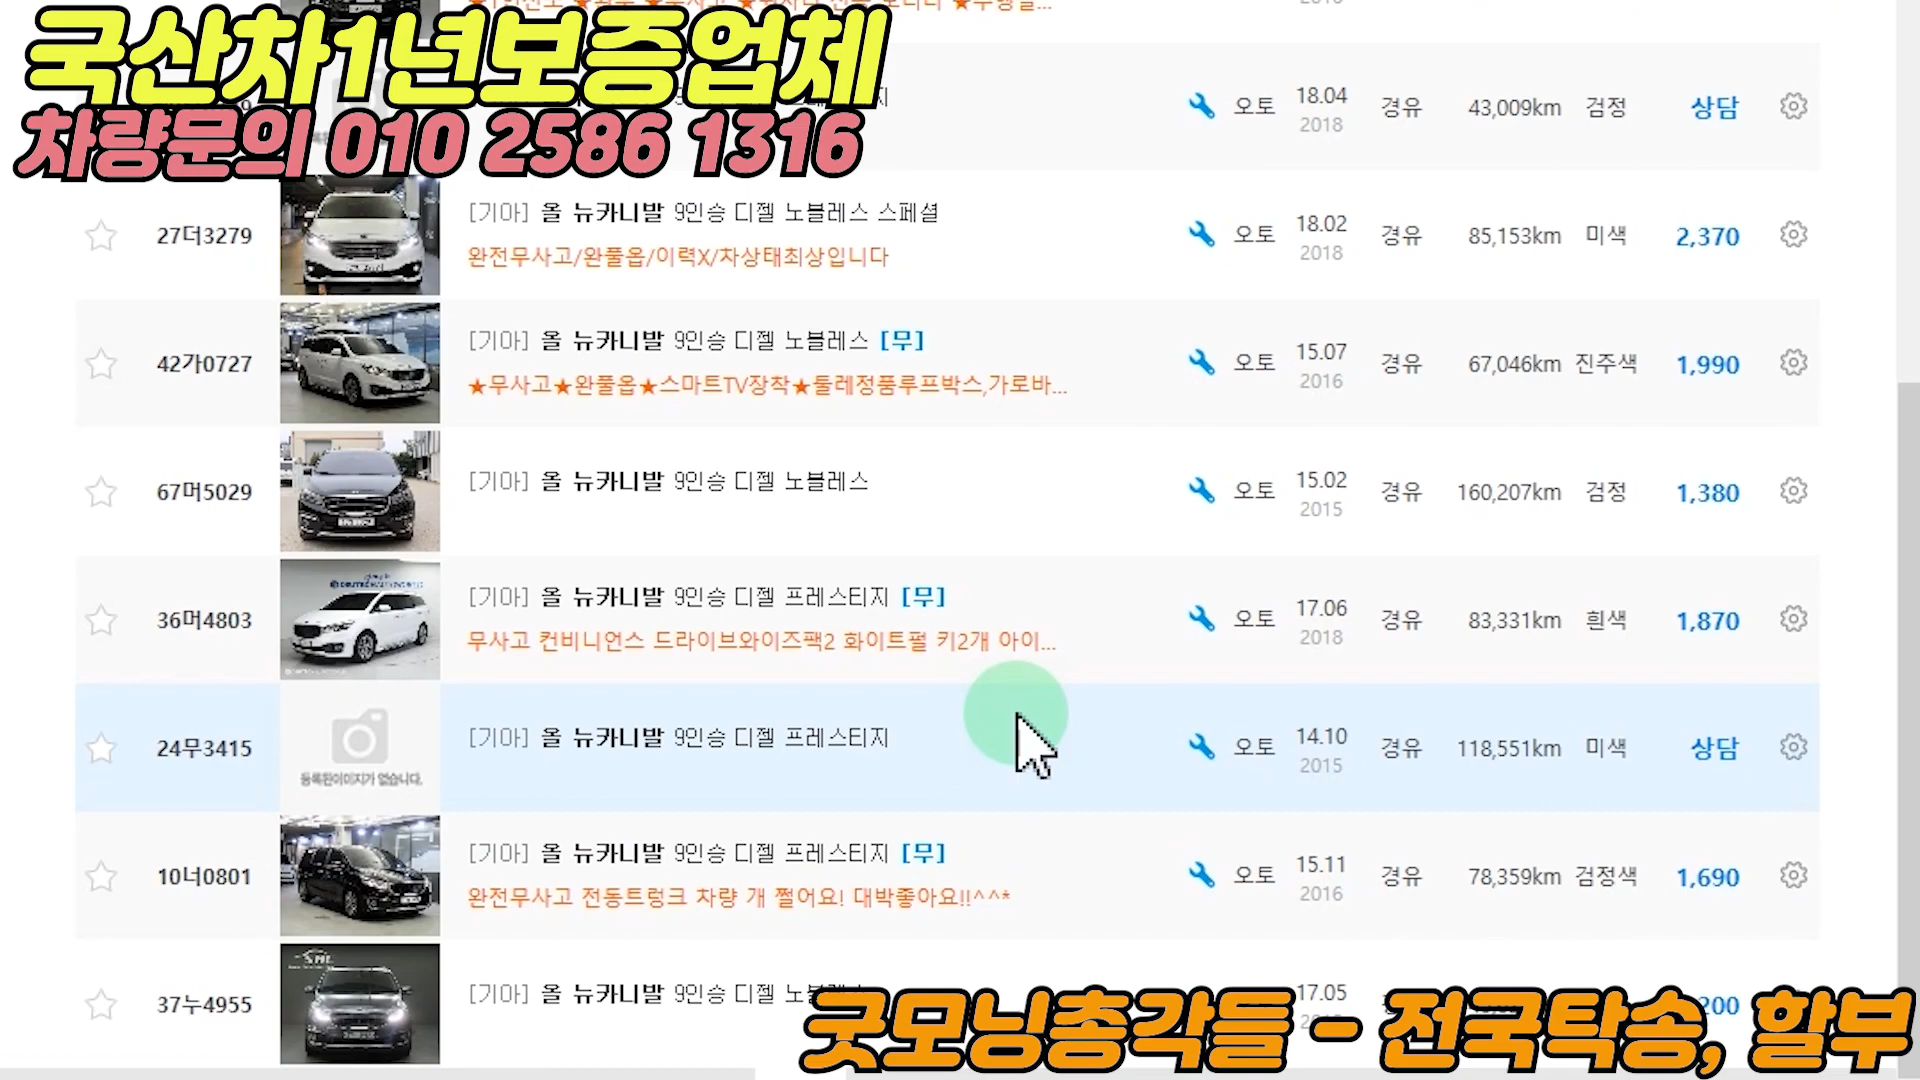 국산차1년보증업체
차량문의 010 2586 1316
오토 18.04 2018 경유 43,009km 검정 상담
27더3279 [기아] 올 뉴카니발 9인승 디젤 노블레스 스페셜 오토 18.02 2018 경유 85,153km 미색 2,370
완전무사고/완풀옵/이력X/차상태최상입니다
42가0727 [기아] 올 뉴카니발 9인승 디젤 노블레스 [무] 오토 15.07 2016 경유 67,046km 진주색 1,990
★무사고★완풀옵★스마트TV장착★둘레정품루프박스,가로바...
67머5029 [기아] 올 뉴카니발 9인승 디젤 노블레스 오토 15.02 2015 경유 160,207km 검정 1,380
36머4803 [기아] 올 뉴카니발 9인승 디젤 프레스티지 [무] 오토 17.06 2018 경유 83,331km 흰색 1,870
무사고 컨비니언스 드라이브와이즈팩2 화이트펄 키2개 아이...
24무3415 등록된이미지가 없습니다. [기아] 올 뉴카니발 9인승 디젤 프레스티지 오토 14.10 2015 경유 118,551km 미색 상담
10너0801 [기아] 올 뉴카니발 9인승 디젤 프레스티지 [무] 오토 15.11 2016 경유 78,359km 검정색 1,690
완전무사고 전동트렁크 차량 개 쩔어요! 대박좋아요!!^^*
37누4955 [기아] 올 뉴카니발 9인승 디젤 17.05
굿모닝총각들 - 전국탁송, 할부